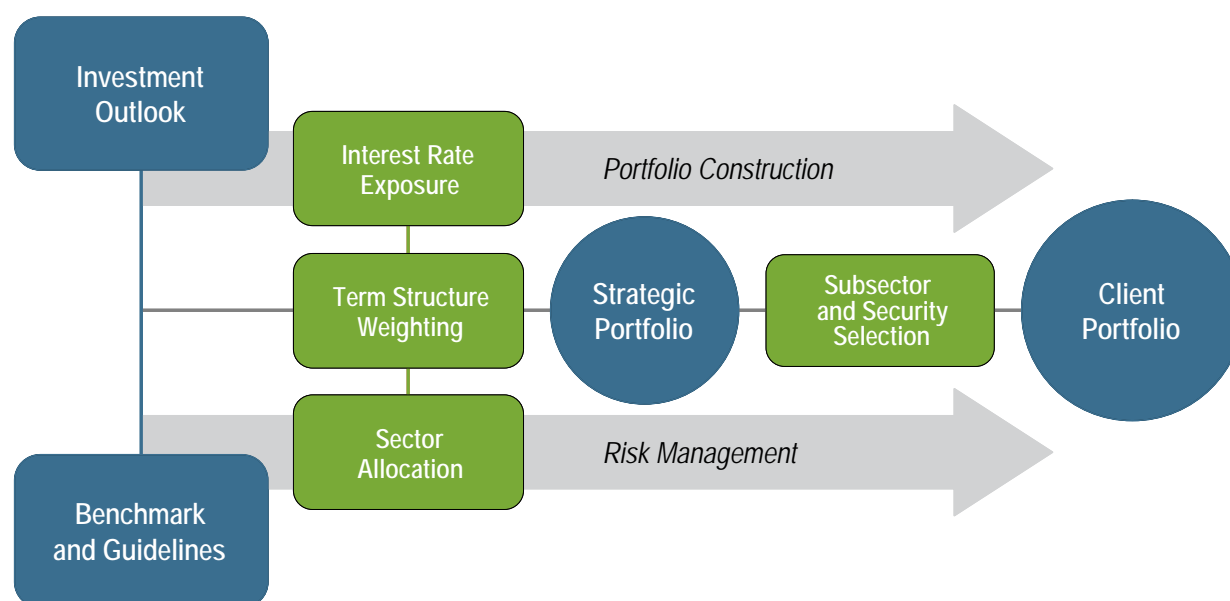 Investment
Outlook
Interest Rate
Exposure
Portfolio Construction
Term Structure
Weighting
Strategic
Portfolio
Subsector
and Security
Selection
Client
Portfolio
Sector
Allocation
Risk Management
Benchmark
and Guidelines